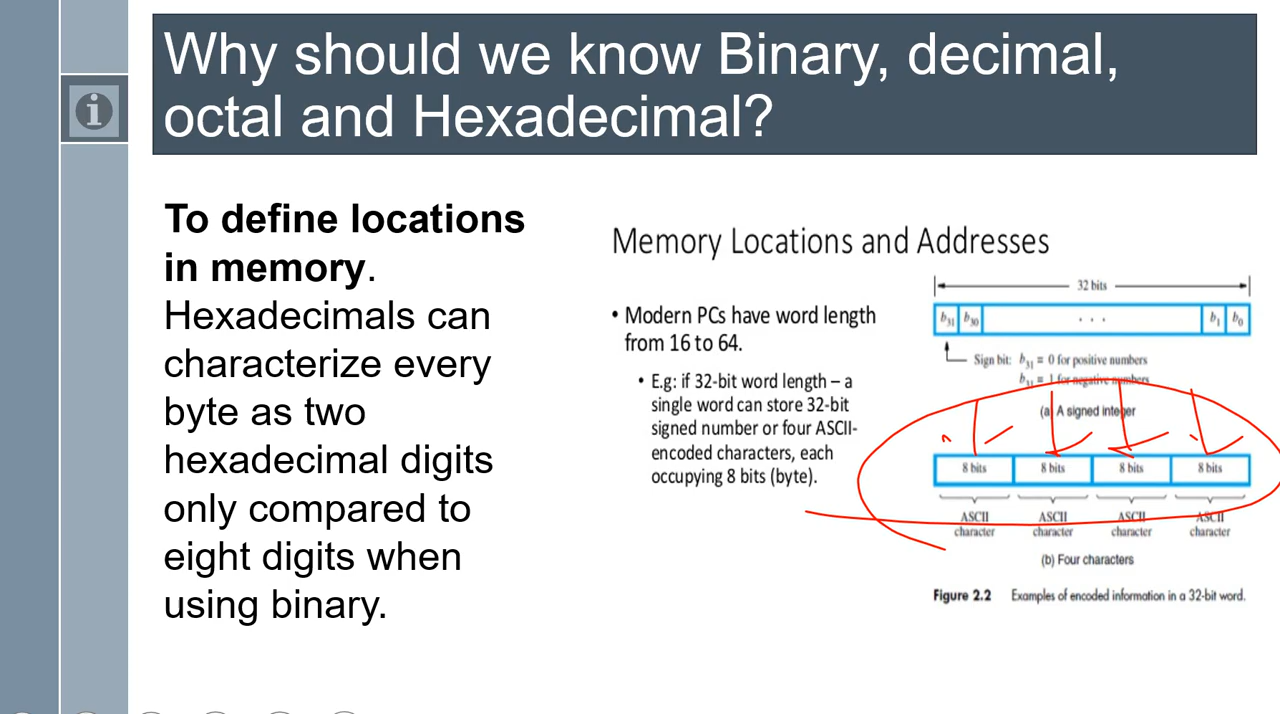 Why should we know Binary, decimal,
octal and Hexadecimal?
To define locations
in memory.
Hexadecimals can
characterize every
byte as two
hexadecimal digits
only compared to
eight digits when
using binary.
Memory Locations and Addresses
• Modern PCs have word length
from 16 to 64.
• E.g: if 32-bit word length – a
single word can store 32-bit
signed number or four ASCII-
encoded characters, each
occupying 8 bits (byte).
32 bits
b31 b30 . . . b1 b0
Sign bit: b31 = 0 for positive numbers
b31 = 1 for negative numbers
(a) A signed integer
8 bits 8 bits 8 bits 8 bits
ASCII ASCII ASCII ASCII
character character character character
(b) Four characters
Figure 2.2 Examples of encoded information in a 32-bit word.